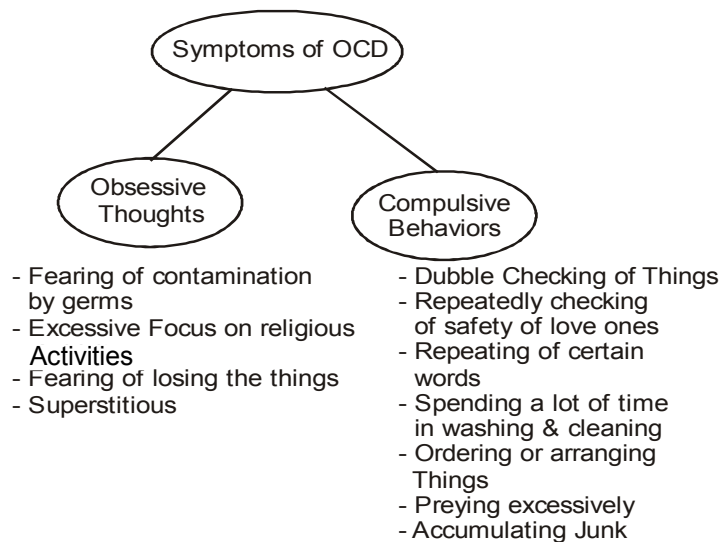 Symptoms of OCD
Obsessive
Thoughts
- Fearing of contamination
by germs
- Excessive Focus on religious
Activities
- Fearing of losing the things
- Superstitious
Compulsive
Behaviors
- Dubble Checking of Things
- Repeatedly checking
of safety of love ones
- Repeating of certain
words
- Spending a lot of time
in washing & cleaning
- Ordering or arranging
Things
- Preying excessively
- Accumulating Junk